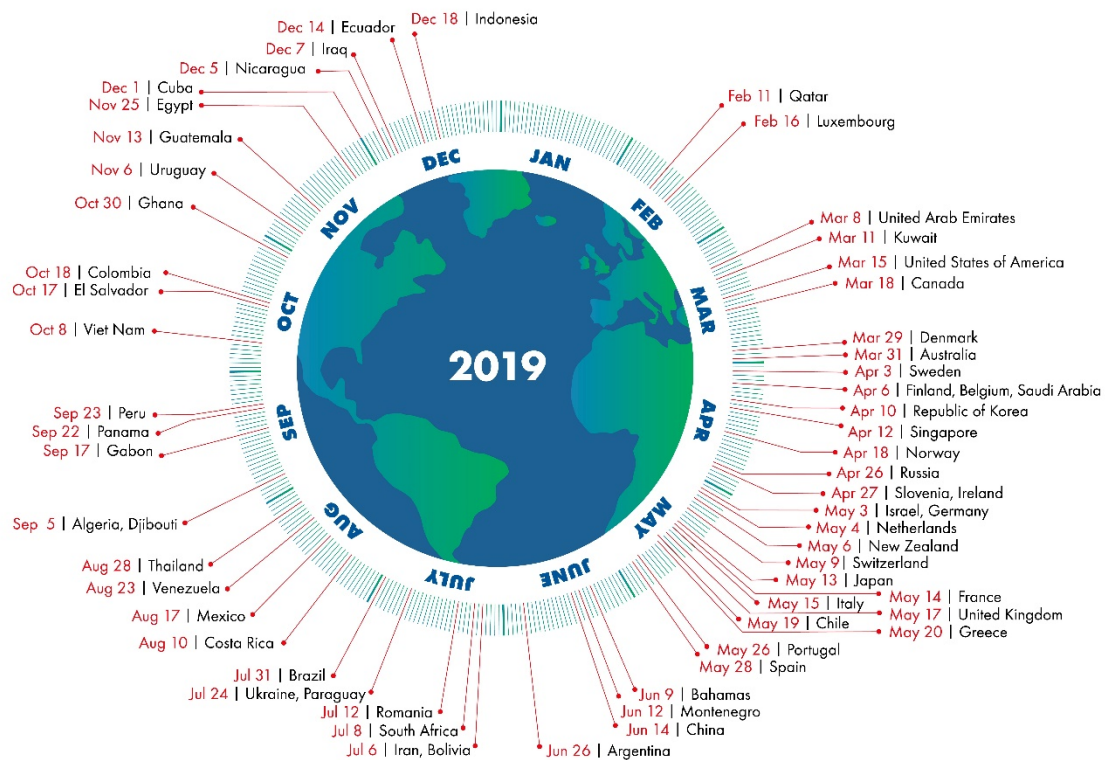 Feb 11 | Qatar
Feb 16 | Luxembourg
Mar 8 | United Arab Emirates
Mar 11 | Kuwait
Mar 15 | United States of America
Mar 18 | Canada
Mar 29 | Denmark
Mar 31 | Australia
Apr 3 | Sweden
Apr 6 | Finland, Belgium, Saudi Arabia
Apr 10 | Republic of Korea
Apr 12 | Singapore
Apr 18 | Norway
Apr 26 | Russia
Apr 27 | Slovenia, Ireland
May 3 | Israel, Germany
May 4 | Netherlands
May 6 | New Zealand
May 9 | Switzerland
May 13 | Japan
May 14 | France
May 15 | Italy
May 17 | United Kingdom
May 19 | Chile
May 20 | Greece
May 26 | Portugal
May 28 | Spain
Jun 9 | Bahamas
Jun 12 | Montenegro
Jun 14 | China
Jun 26 | Argentina
Jul 6 | Iran, Bolivia
Jul 8 | South Africa
Jul 12 | Romania
Jul 24 | Ukraine, Paraguay
Jul 31 | Brazil
Aug 10 | Costa Rica
Aug 17 | Mexico
Aug 23 | Venezuela
Aug 28 | Thailand
Sep 5 | Algeria, Djibouti
Sep 17 | Gabon
Sep 22 | Panama
Sep 23 | Peru
Oct 8 | Viet Nam
Oct 17 | El Salvador
Oct 18 | Colombia
Oct 30 | Ghana
Nov 6 | Uruguay
Nov 13 | Guatemala
Nov 25 | Egypt
Dec 1 | Cuba
Dec 5 | Nicaragua
Dec 7 | Iraq
Dec 14 | Ecuador
Dec 18 | Indonesia
JAN
FEB
MAR
APR
MAY
JUNE
JULY
AUG
SEP
OCT
NOV
DEC
2019